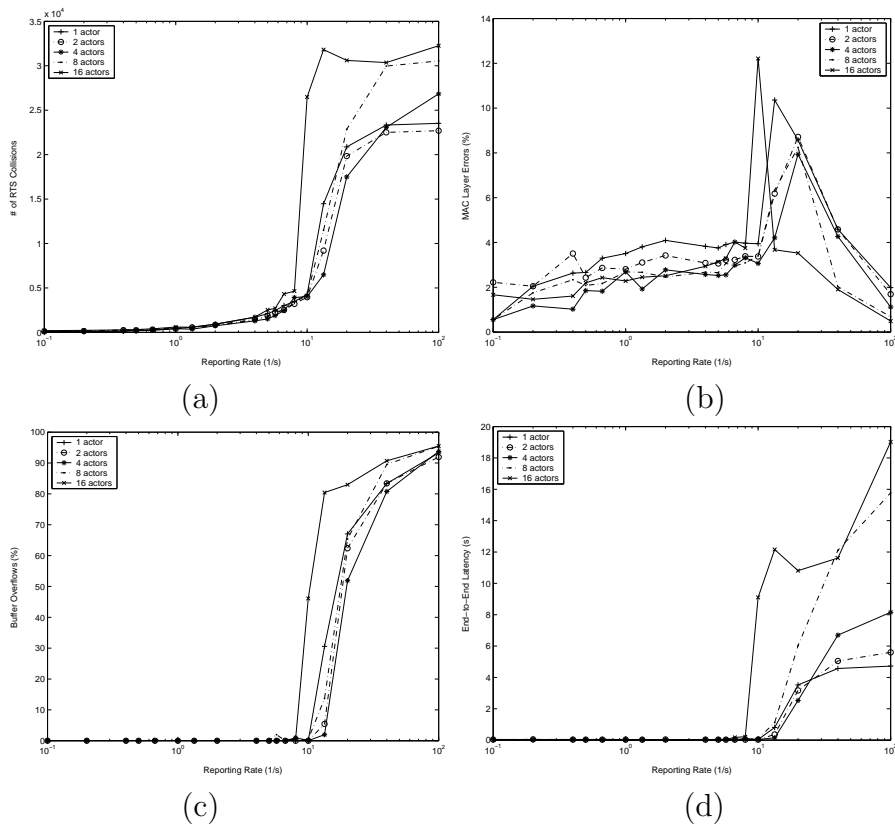 x 10^4
3.5
3
2.5
2
1.5
1
0.5
0
# of RTS Collisions
1 actor
2 actors
4 actors
8 actors
16 actors
10^-1
10^0
10^1
10^2
Reporting Rate (1/s)
(a)
14
12
10
8
6
4
2
0
MAC Layer Errors (%)
1 actor
2 actors
4 actors
8 actors
16 actors
10^-1
10^0
10^1
10^2
Reporting Rate (1/s)
(b)
100
90
80
70
60
50
40
30
20
10
0
Buffer Overflows (%)
1 actor
2 actors
4 actors
8 actors
16 actors
10^-1
10^0
10^1
10^2
Reporting Rate (1/s)
(c)
20
18
16
14
12
10
8
6
4
2
0
End-to-End Latency (s)
1 actor
2 actors
4 actors
8 actors
16 actors
10^-1
10^0
10^1
10^2
Reporting Rate (1/s)
(d)